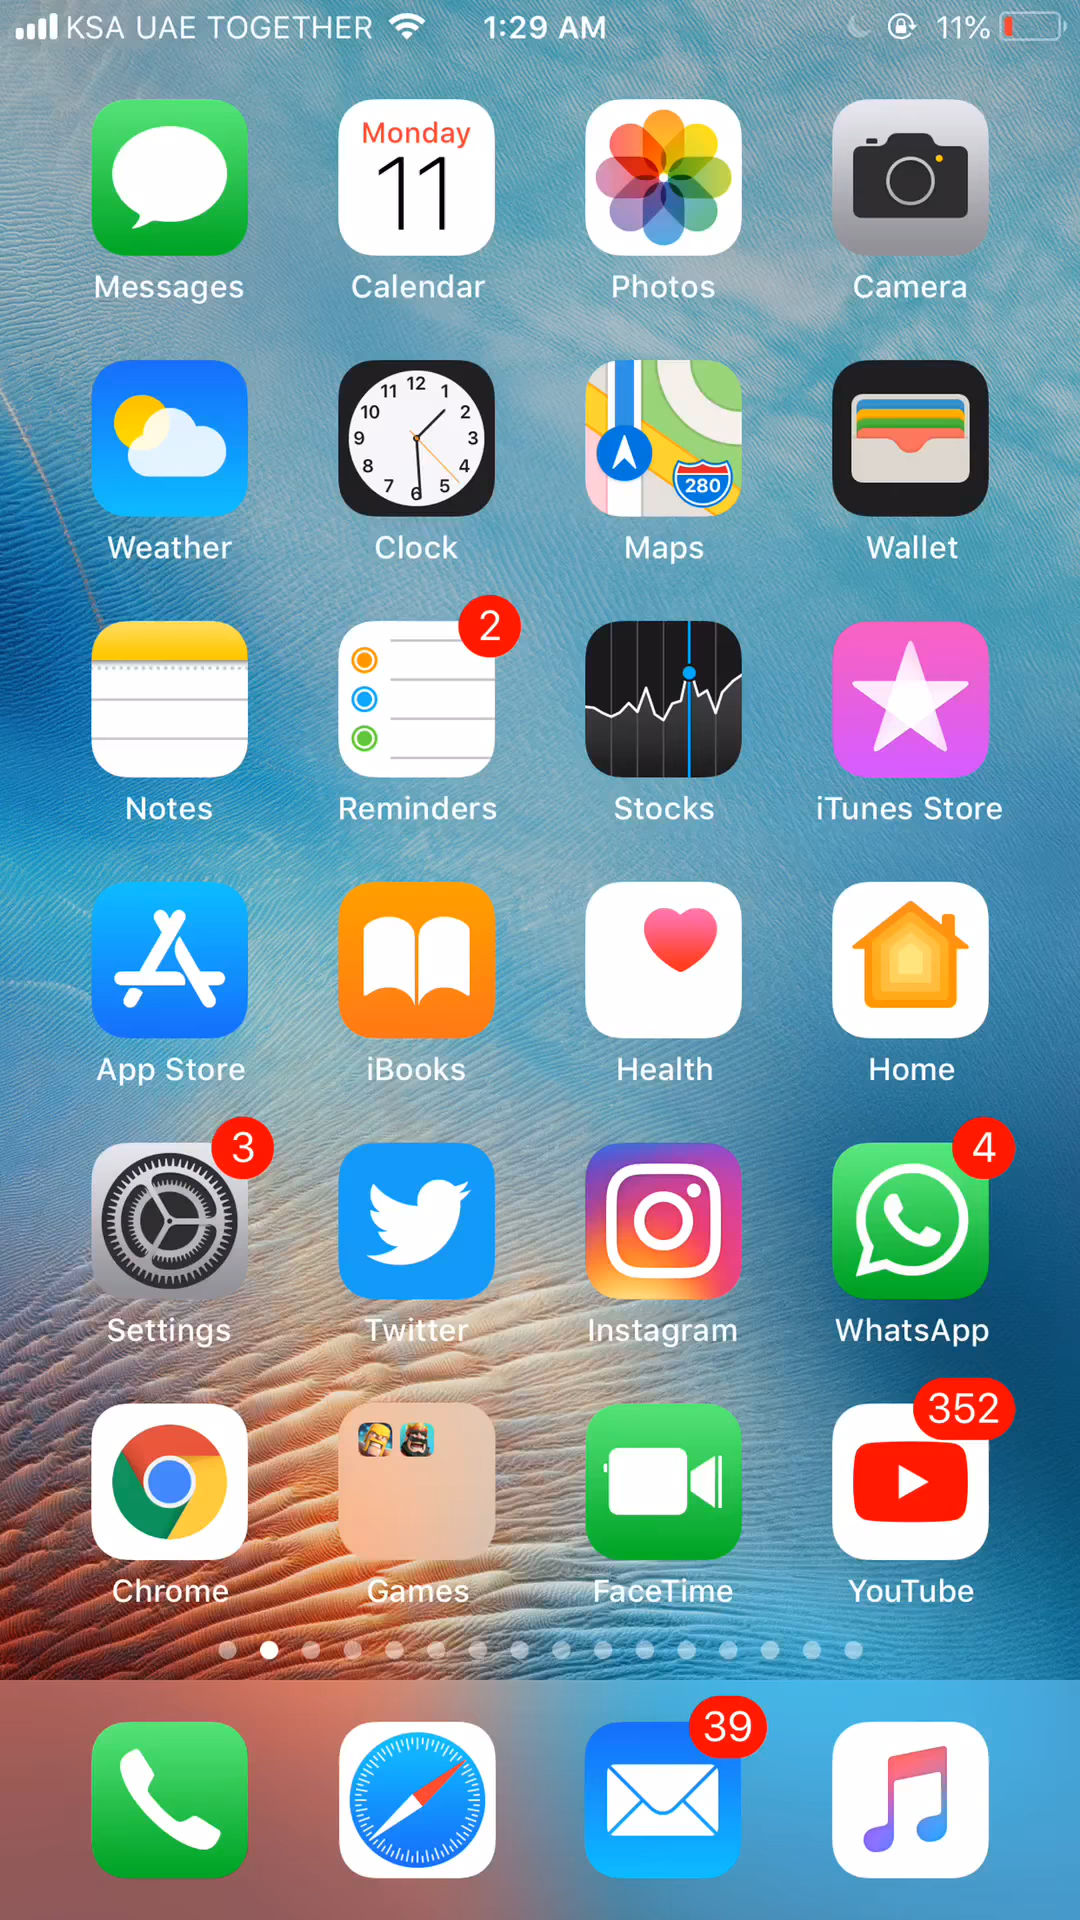 KSA UAE TOGETHER 1:29 AM 11%
Monday
11
Messages Calendar Photos Camera
12
11 1
10 2
9 3
8 4
7 5
6
280
Weather Clock Maps Wallet
2
Notes Reminders Stocks iTunes Store
App Store iBooks Health Home
3 4
Settings Twitter Instagram WhatsApp
352
Chrome Games FaceTime YouTube
39